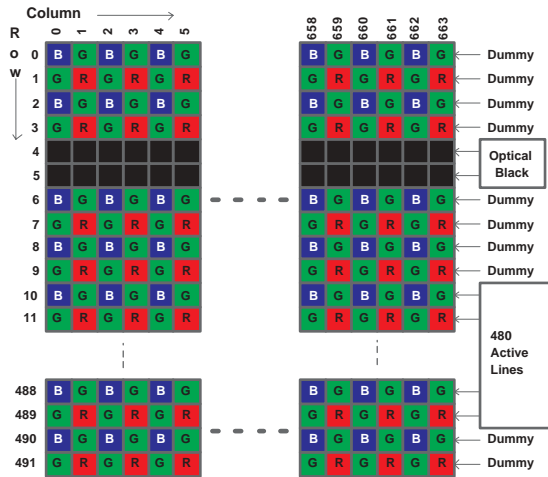 Column
Row
0 1 2 3 4 5 658 659 660 661 662 663
0 B G B G B G B G B G B G Dummy
1 G R G R G R G R G R G R Dummy
2 B G B G B G B G B G B G Dummy
3 G R G R G R G R G R G R Dummy
4 Optical
5 Black
6 B G B G B G B G B G B G Dummy
7 G R G R G R G R G R G R Dummy
8 B G B G B G B G B G B G Dummy
9 G R G R G R G R G R G R Dummy
10 B G B G B G B G B G B G
11 G R G R G R G R G R G R
480
Active
Lines
488 B G B G B G B G B G B G
489 G R G R G R G R G R G R
490 B G B G B G B G B G B G Dummy
491 G R G R G R G R G R G R Dummy